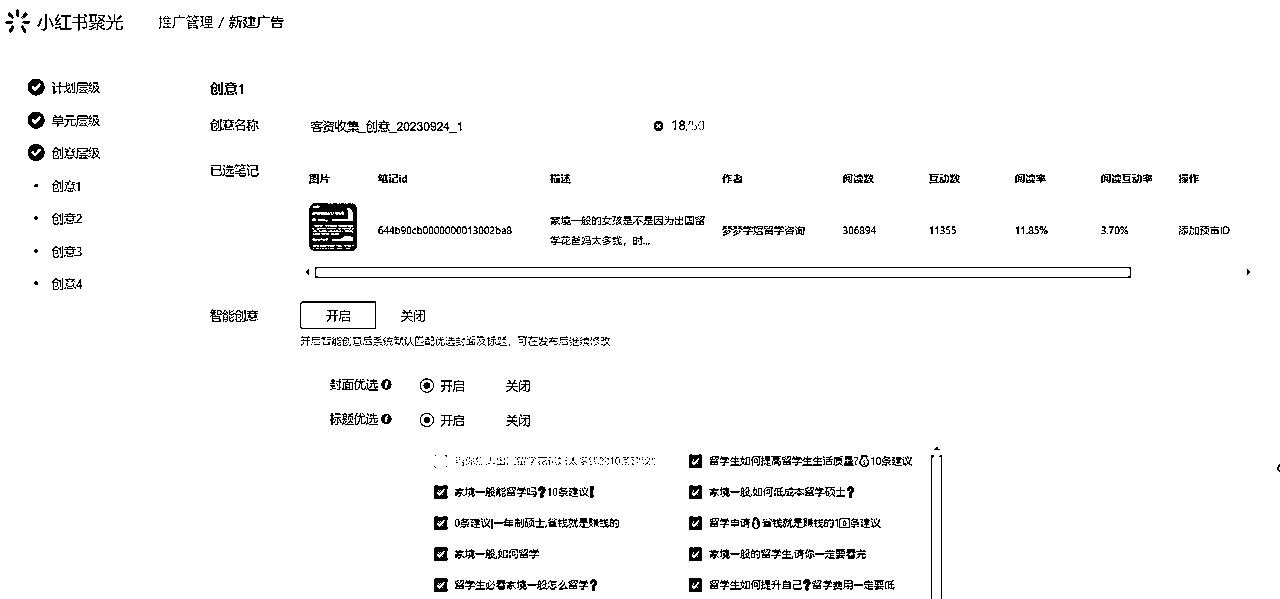 小红书聚光 推广管理 / 新建广告
计划层级
单元层级
创意层级
创意1
创意2
创意3
创意4
创意1
创意名称 客资收集_创意_20230924_1 18/50
已选笔记
图片 笔记id 描述 作者 阅读数 互动数 阅读率 阅读互动率 操作
644b90cb0000000013002ba8 家境一般的女孩是不是因为出国留学花爸妈太多钱，时... 梦梦学姐留学咨询 306894 11355 11.85% 3.70% 添加预审ID
智能创意 开启 关闭
开启智能创意后系统默认匹配优选封面及标题，可在发布后继续修改
封面优选 开启 关闭
标题优选 开启 关闭
留学生如何提高留学生生活质量?💰10条建议
家境一般能留学吗❓10条建议❗ 家境一般,如何低成本留学硕士❓
0条建议|一年制硕士,省钱就是赚钱的 留学申请💰省钱就是赚钱的10条建议
家境一般,如何留学 家境一般的留学生,请你一定要看完
留学生必看家境一般怎么留学❓ 留学生如何提升自己❓留学费用一定要低